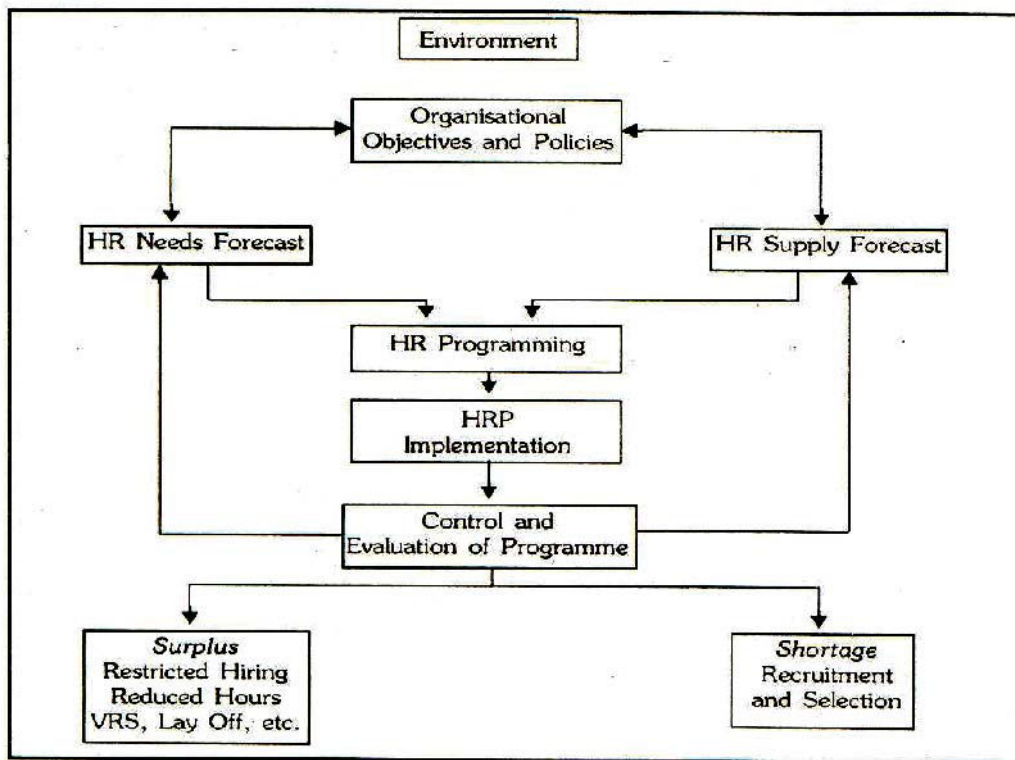 Environment
Organisational
Objectives and Policies
HR Needs Forecast
HR Supply Forecast
HR Programming
HRP
Implementation
Control and
Evaluation of Programme
Surplus
Restricted Hiring
Reduced Hours
VRS, Lay Off, etc.
Shortage
Recruitment
and Selection